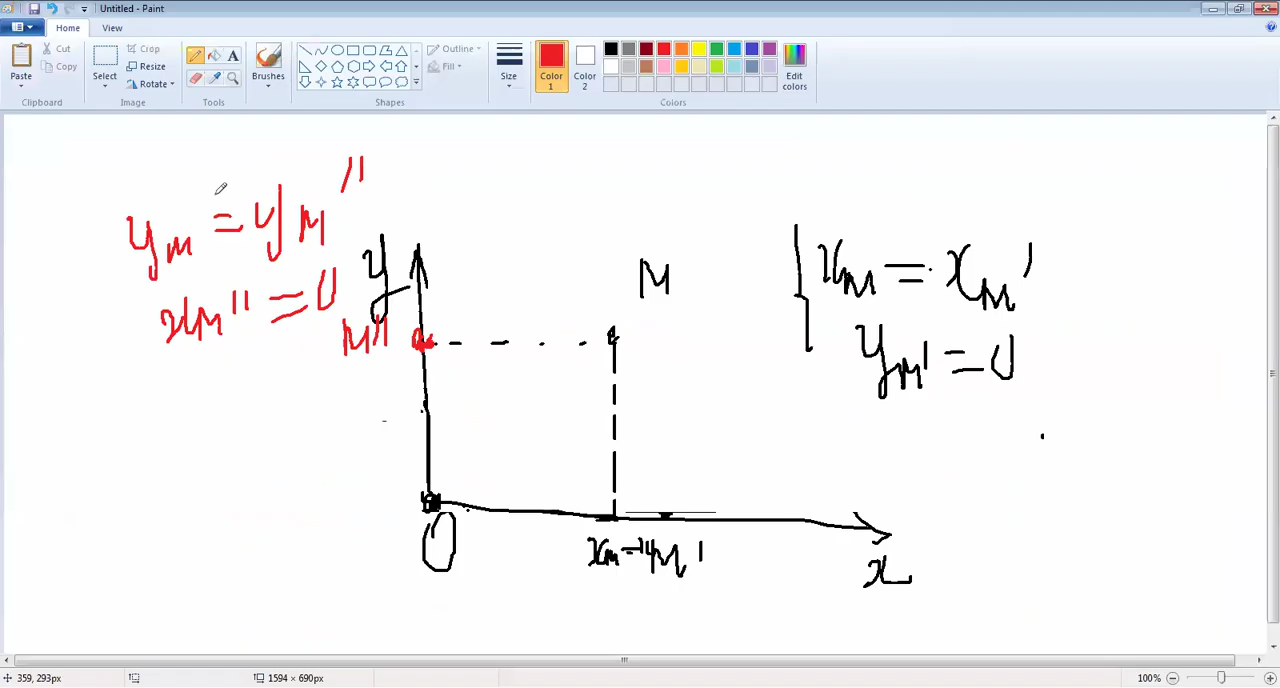 Untitled - Paint
Home
View
Paste
Cut
Copy
Clipboard
Select
Crop
Resize
Rotate
Image
Tools
Brushes
Shapes
Outline
Fill
Size
Color 1
Color 2
Edit colors
Colors
yM = yM''
xM'' = 0
M''
y
M
xM = xM'
yM' = 0
O
x
359, 293px
1594 × 690px
100%